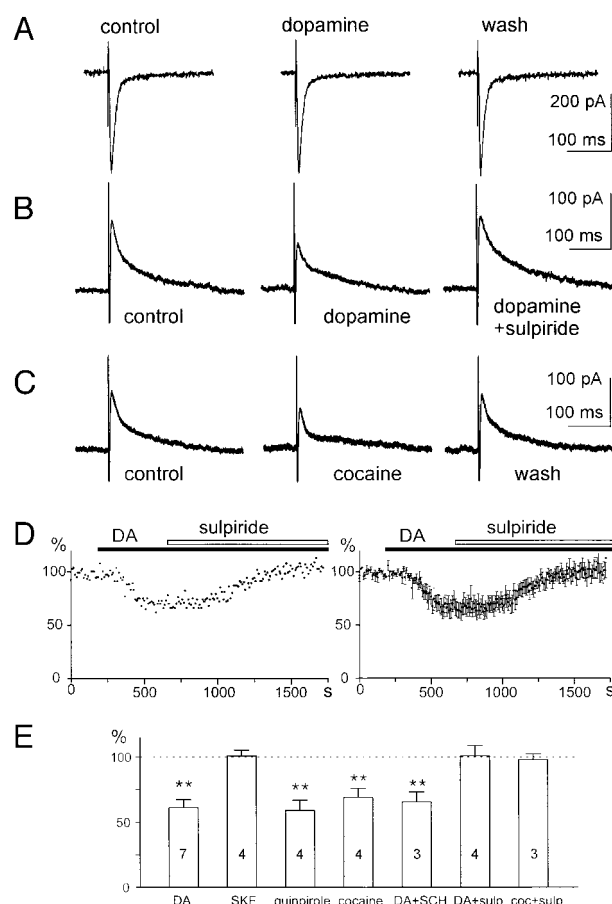 A
control
dopamine
wash
200 pA
100 ms
B
100 pA
100 ms
control
dopamine
dopamine
+sulpiride
C
100 pA
100 ms
control
cocaine
wash
D
DA
sulpiride
DA
sulpiride
%
100
50
0
0 500 1000 1500 s
%
100
50
0
0 500 1000 1500 s
E
%
100
50
0
** ** ** **
7 4 4 4 3 4 3
DA SKF quinpirole cocaine DA+SCH DA+sulp coc+sulp